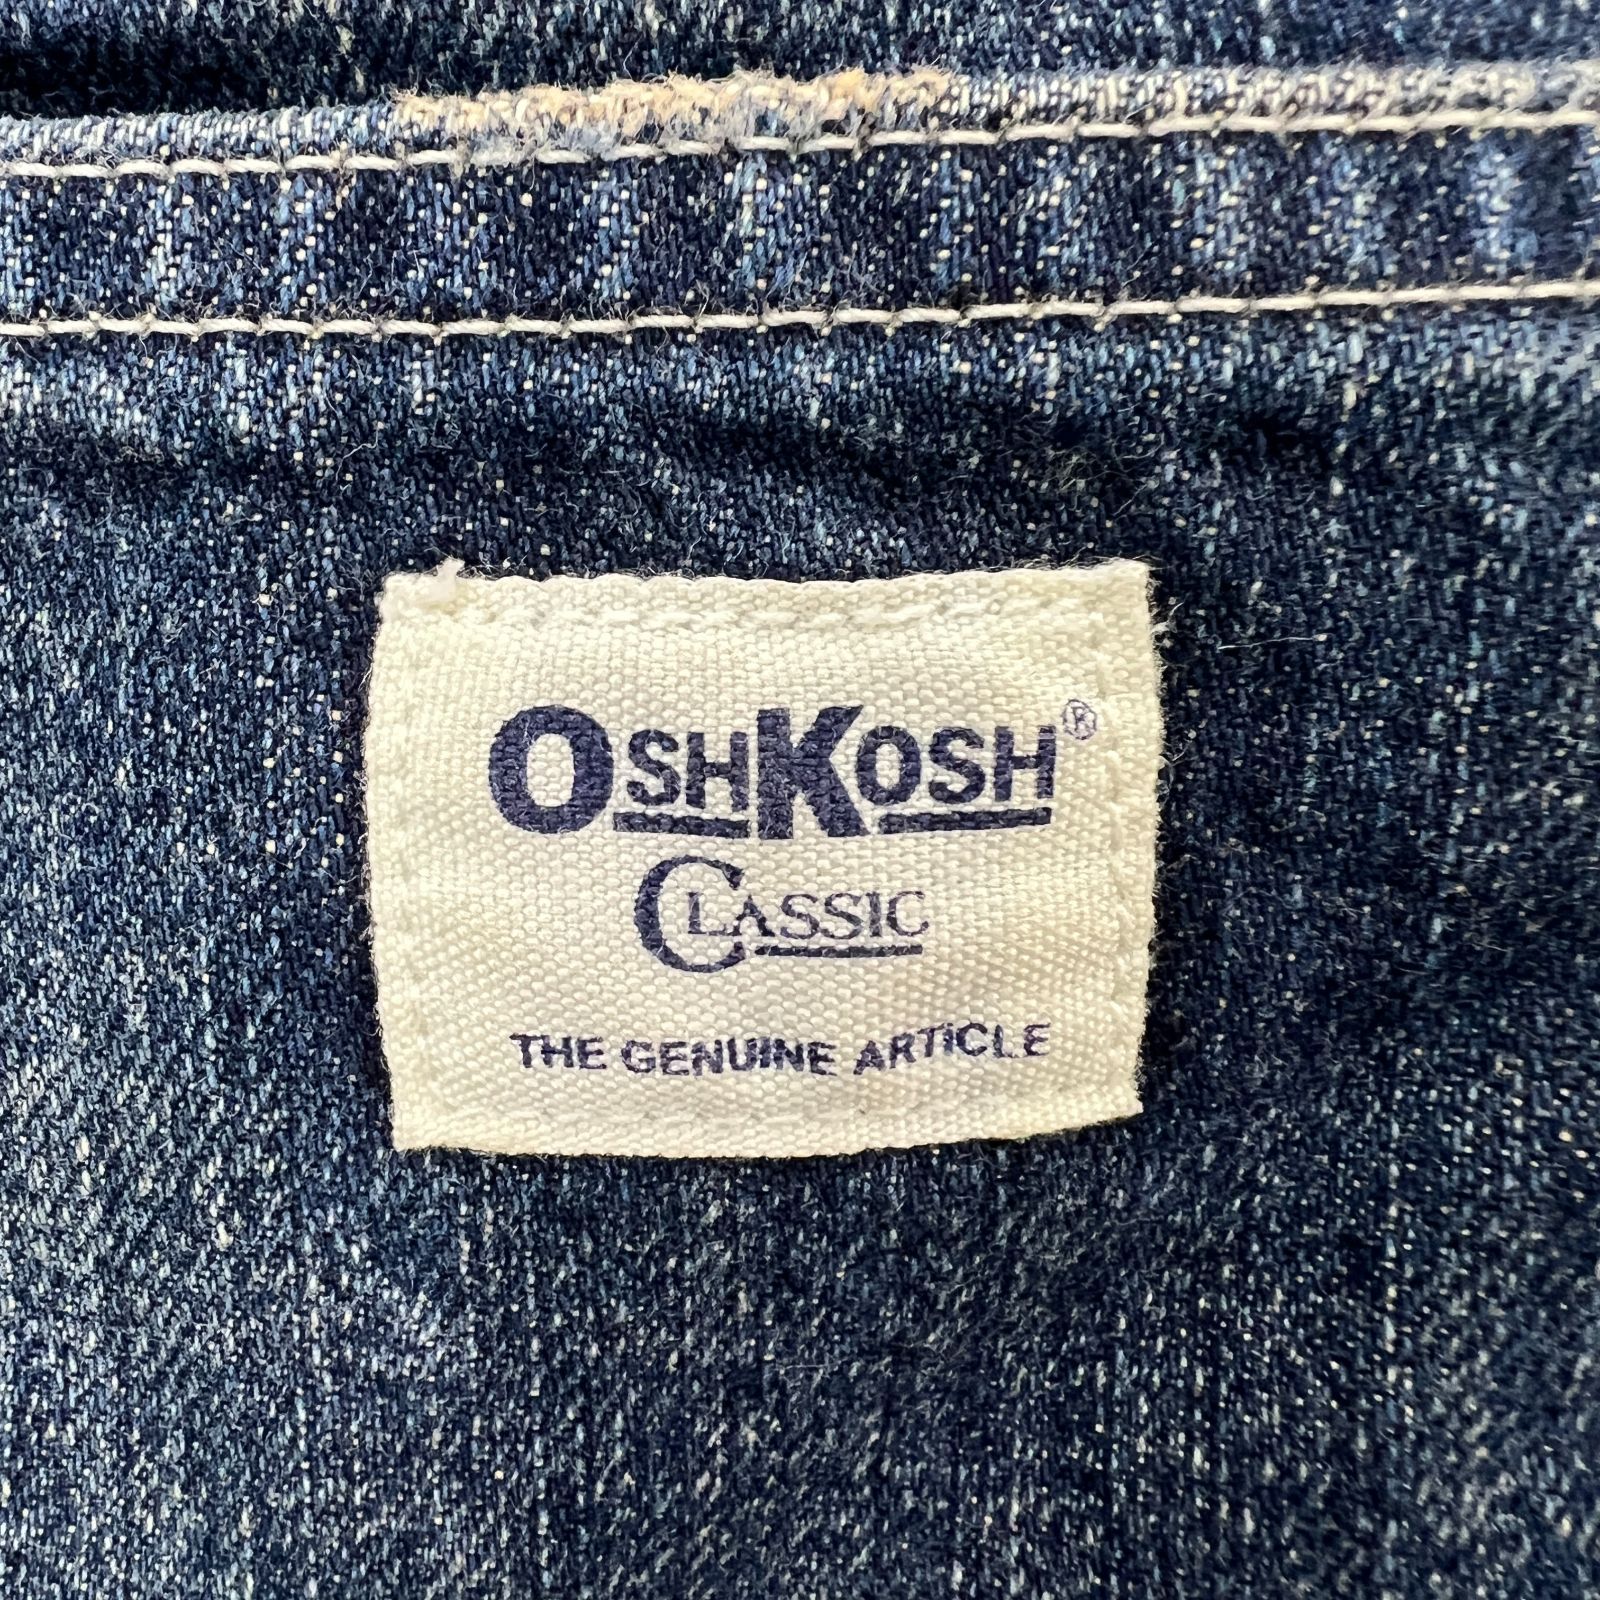 OSHKOSH®
CLASSIC
THE GENUINE ARTICLE